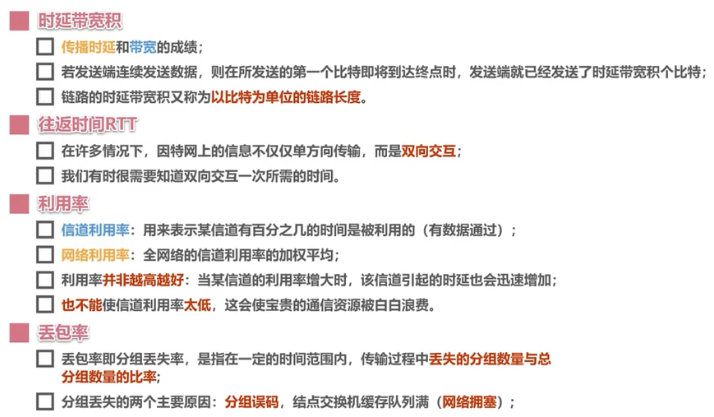 时延带宽积
传播时延和带宽的成绩；
若发送端连续发送数据，则在所发送的第一个比特即将到达终点时，发送端就已经发送了时延带宽积个比特；
链路的时延带宽积又称为以比特为单位的链路长度。
往返时间RTT
在许多情况下，因特网上的信息不仅仅单方向传输，而是双向交互；
我们有时很需要知道双向交互一次所需的时间。
利用率
信道利用率：用来表示某信道有百分之几的时间是被利用的（有数据通过）；
网络利用率：全网络的信道利用率的加权平均；
利用率并非越高越好：当某信道的利用率增大时，该信道引起的时延也会迅速增加；
也不能使信道利用率太低，这会使宝贵的通信资源被白白浪费。
丢包率
丢包率即分组丢失率，是指在一定的时间范围内，传输过程中丢失的分组数量与总
分组数量的比率；
分组丢失的两个主要原因：分组误码，结点交换机缓存队列满（网络拥塞）；